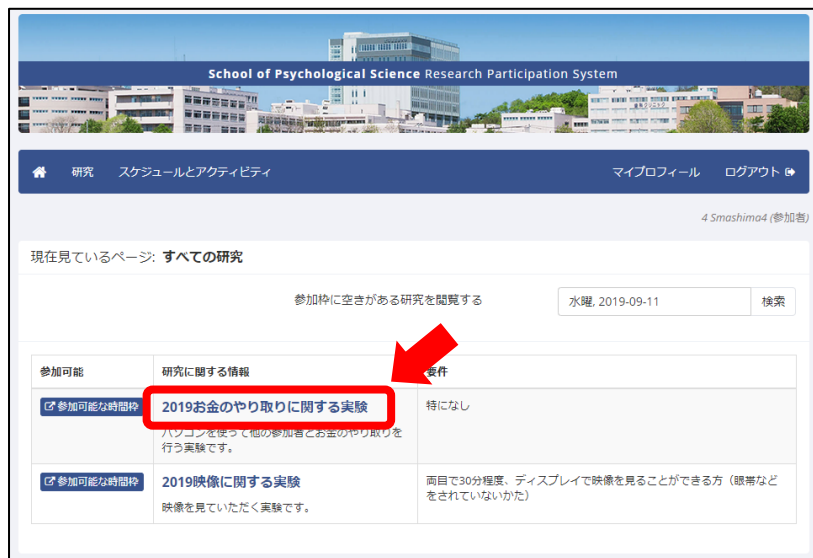 School of Psychological Science Research Participation System
研究 スケジュールとアクティビティ マイプロフィール ログアウト
4 Smashima4 (参加者)
現在見ているページ: すべての研究
参加枠に空きがある研究を閲覧する 水曜, 2019-09-11 検索
参加可能 研究に関する情報 要件
参加可能な時間枠 2019お金のやり取りに関する実験 特になし
パソコンを使って他の参加者とお金のやり取りを
行う実験です。
参加可能な時間枠 2019映像に関する実験 両目で30分程度、ディスプレイで映像を見ることができる方（眼帯など
をされていないかた）
映像を見ていただく実験です。